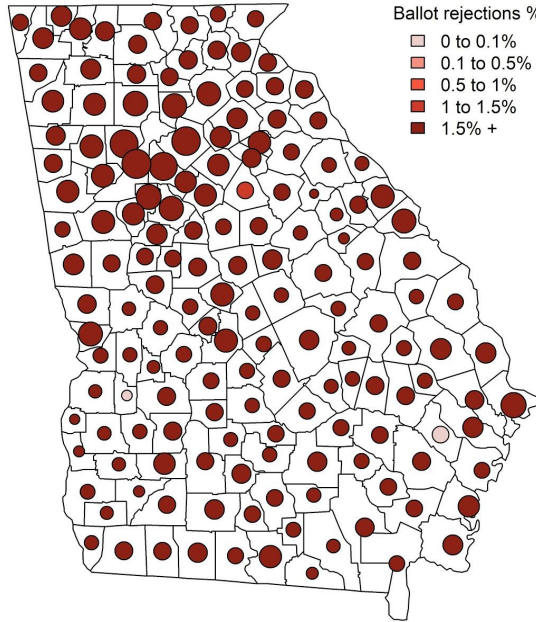 Ballot rejections %
0 to 0.1%
0.1 to 0.5%
0.5 to 1%
1 to 1.5%
1.5% +